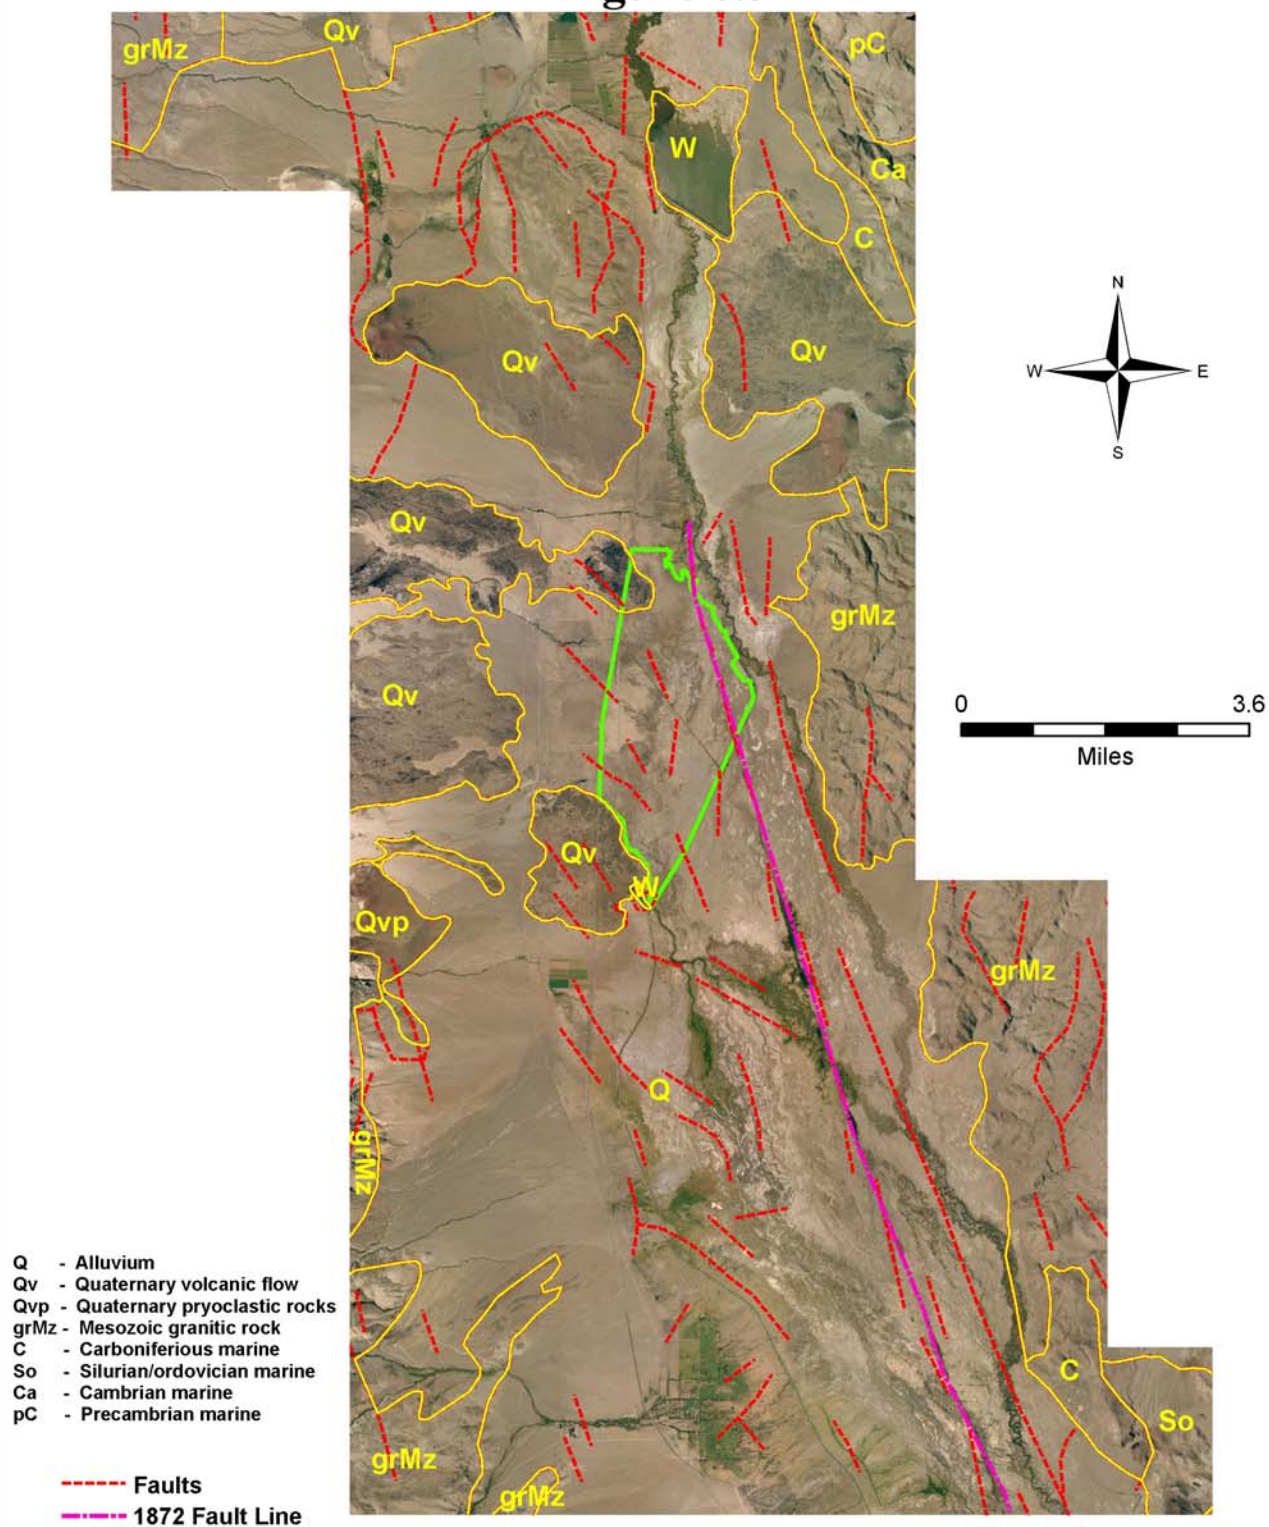 grMz
Qv
pC
W
Ca
C
N
Qv
Qv
W
E
S
Qv
grMz
Qv
0
3.6
Miles
Qv
W
Qvp
grMz
Q
grMz
Q - Alluvium
Qv - Quaternary volcanic flow
Qvp - Quaternary pryoclastic rocks
grMz - Mesozoic granitic rock
C - Carboniferious marine
So - Silurian/ordovician marine
Ca - Cambrian marine
pC - Precambrian marine
C
So
grMz
grMz
Faults
1872 Fault Line